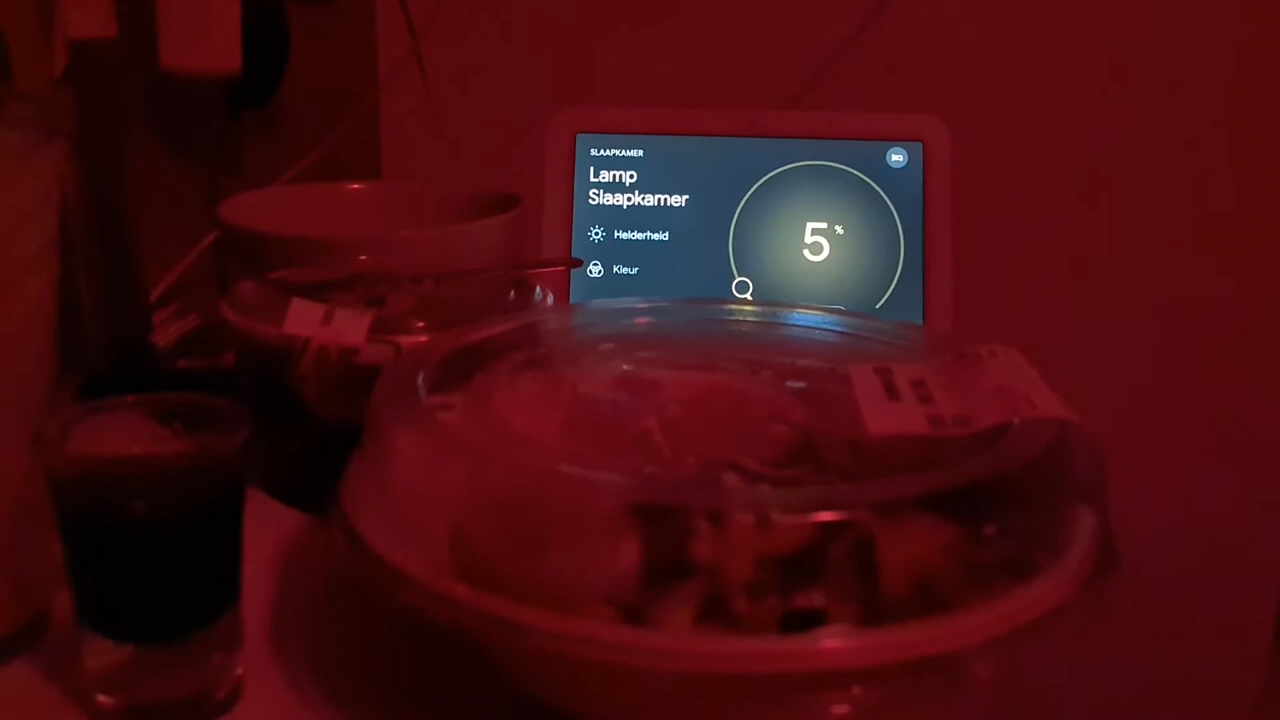 SLAAPKAMER
Lamp
Slaapkamer
Helderheid
Kleur
5 %